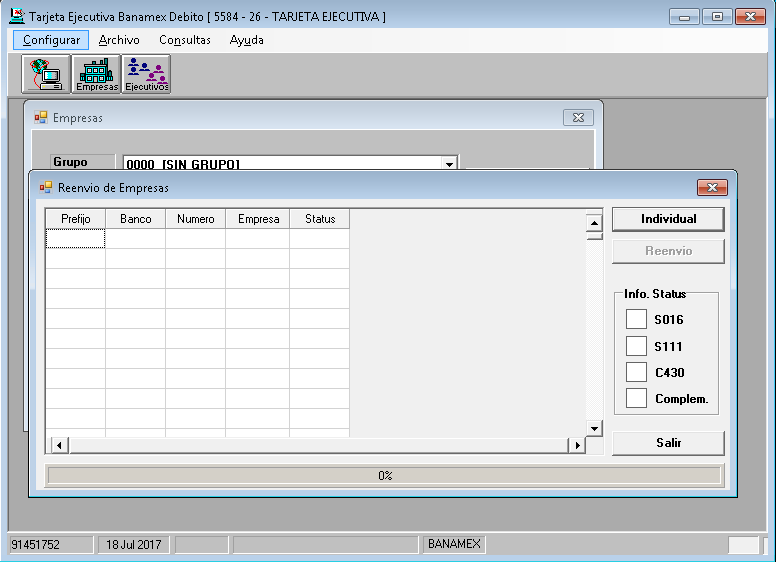 Tarjeta Ejecutiva Banamex Debito [ 5584 - 26 - TARJETA EJECUTIVA ]
Configurar Archivo Consultas Ayuda
Empresas Ejecutivos
Empresas
Grupo 0000 [SIN GRUPO]
Reenvio de Empresas
Prefijo Banco Numero Empresa Status
Individual
Reenvio
Info. Status
S016
S111
C430
Complem.
Salir
0%
91451752 18 Jul 2017 BANAMEX